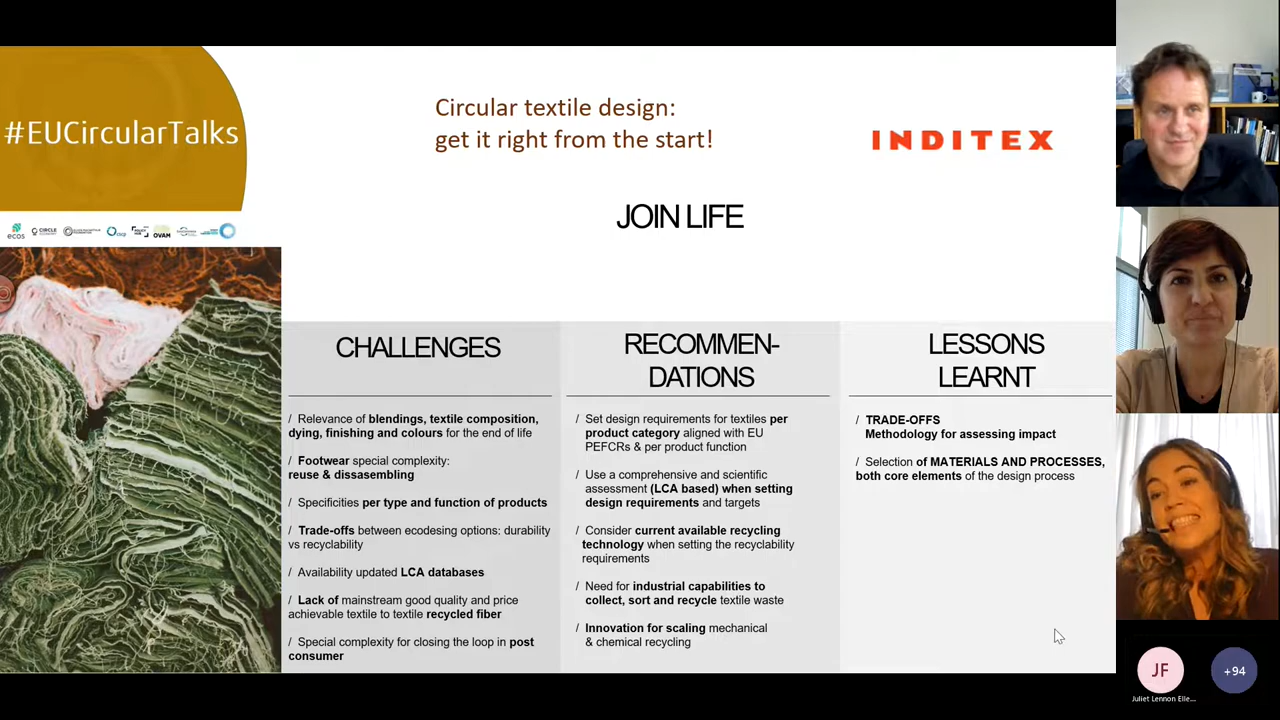 #EUCircularTalks
Circular textile design:
get it right from the start!
INDITEX
JOIN LIFE
ecos
CIRCLE
OVAM
CHALLENGES
/ Relevance of blendings, textile composition,
dying, finishing and colours for the end of life
/ Footwear special complexity:
reuse & dissasembling
/ Specificities per type and function of products
/ Trade-offs between ecodesing options: durability
vs recyclability
/ Availability updated LCA databases
/ Lack of mainstream good quality and price
achievable textile to textile recycled fiber
/ Special complexity for closing the loop in post
consumer
RECOMMEN-
DATIONS
/ Set design requirements for textiles per
product category aligned with EU
PEFCRs & per product function
/ Use a comprehensive and scientific
assessment (LCA based) when setting
design requirements and targets
/ Consider current available recycling
technology when setting the recyclability
requirements
/ Need for industrial capabilities to
collect, sort and recycle textile waste
/ Innovation for scaling mechanical
& chemical recycling
LESSONS
LEARNT
/ TRADE-OFFS
Methodology for assessing impact
/ Selection of MATERIALS AND PROCESSES,
both core elements of the design process
JF
+94
Juliet Lennon Elle...